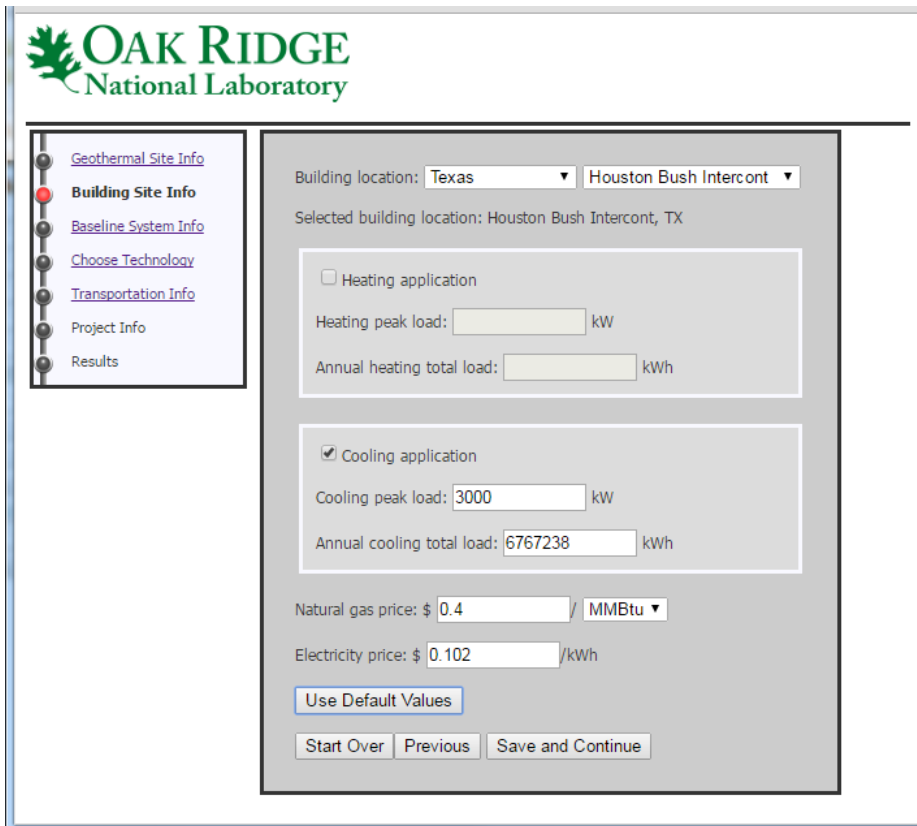 OAK RIDGE
National Laboratory
Geothermal Site Info
Building Site Info
Baseline System Info
Choose Technology
Transportation Info
Project Info
Results
Building location: Texas ▼ Houston Bush Intercont ▼
Selected building location: Houston Bush Intercont, TX
Heating application
Heating peak load: kW
Annual heating total load: kWh
Cooling application
Cooling peak load: 3000 kW
Annual cooling total load: 6767238 kWh
Natural gas price: $ 0.4 / MMBtu ▼
Electricity price: $ 0.102 /kWh
Use Default Values
Start Over Previous Save and Continue